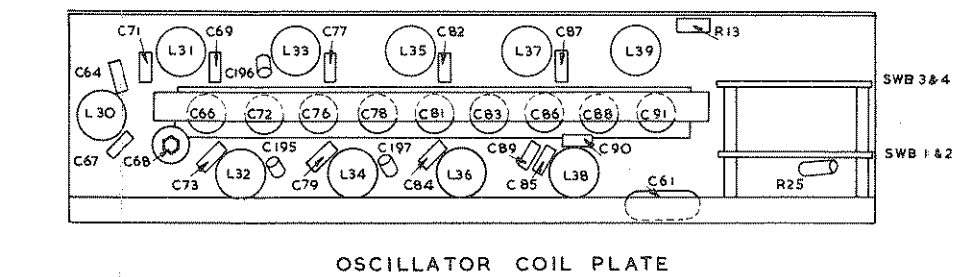 C71 C69 C77 C82 C87 R13
L31 L33 L35 L37 L39
C64 C196
SWB 3 & 4
L30 C66 C72 C76 C78 C81 C83 C86 C88 C91
C67 C68 C195 C197 C89 C90 SWB 1 & 2
C73 L32 C79 L34 C84 L36 C85 L38 C61 R25
OSCILLATOR COIL PLATE